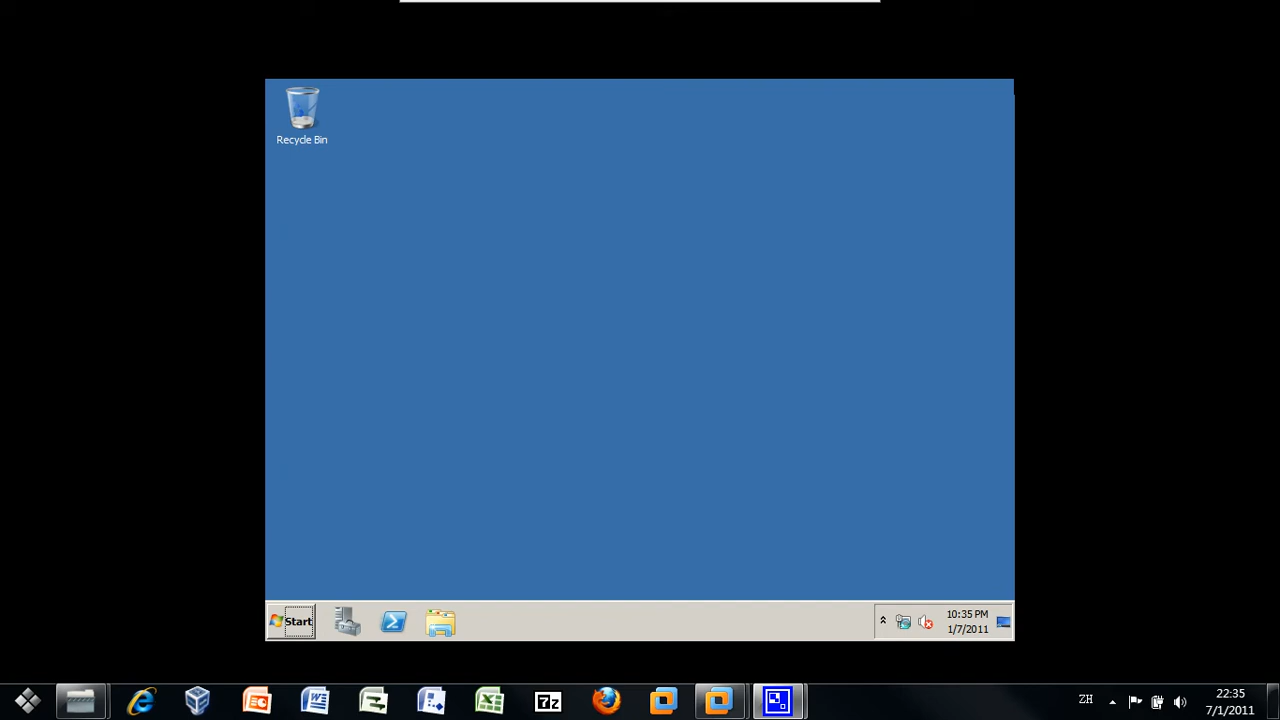 Recycle Bin
Start
10:35 PM
1/7/2011
7z
ZH
22:35
7/1/2011